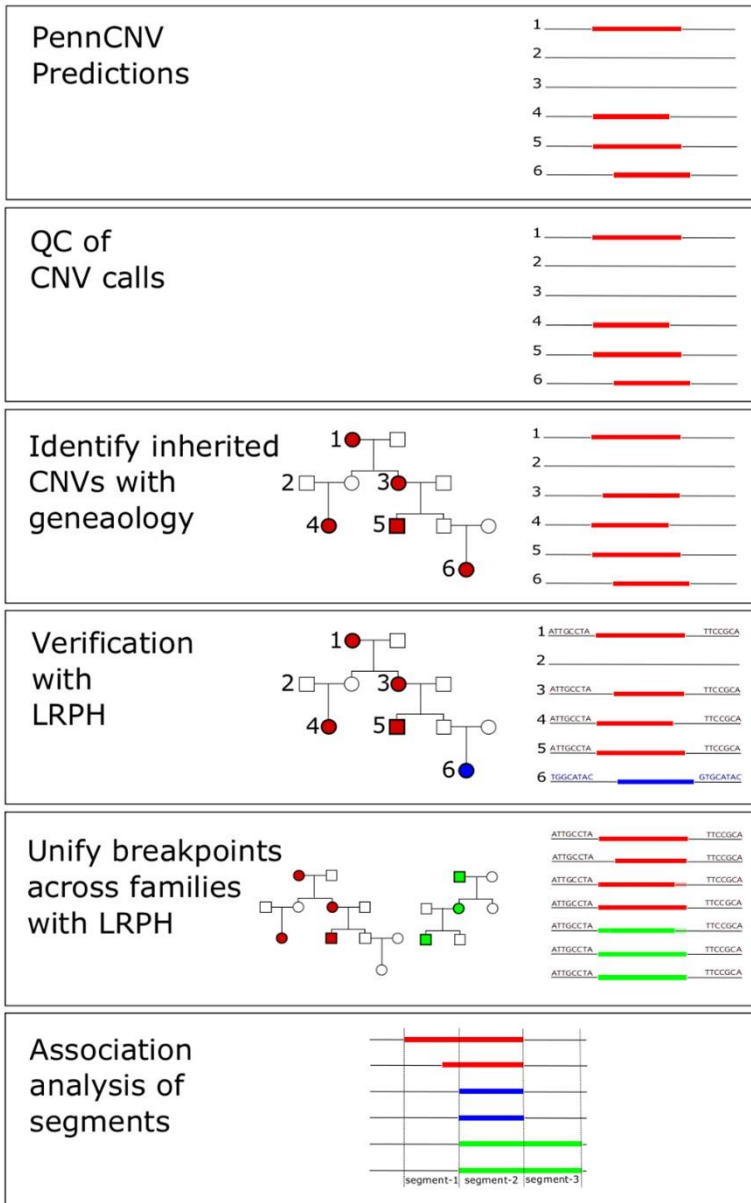 PennCNV
Predictions
1
2
3
4
5
6
QC of
CNV calls
1
2
3
4
5
6
Identify inherited
CNVs with
geneaology
1
2
3
4
5
6
1
2
3
4
5
6
Verification
with
LRPH
1
2
3
4
5
6
1 ATTGCCTA TTCCGCA
2
3 ATTGCCTA TTCCGCA
4 ATTGCCTA TTCCGCA
5 ATTGCCTA TTCCGCA
6 TGGCATAC GTGCATAC
Unify breakpoints
across families
with LRPH
ATTGCCTA TTCCGCA
ATTGCCTA TTCCGCA
ATTGCCTA TTCCGCA
ATTGCCTA TTCCGCA
ATTGCCTA TTCCGCA
ATTGCCTA TTCCGCA
ATTGCCTA TTCCGCA
Association
analysis of
segments
segment-1 segment-2 segment-3